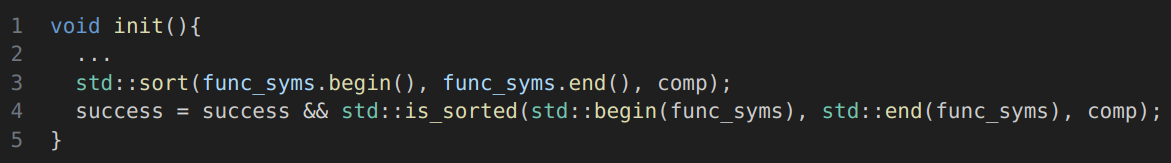 1 void init(){
2   ...
3   std::sort(func_syms.begin(), func_syms.end(), comp);
4   success = success && std::is_sorted(std::begin(func_syms), std::end(func_syms), comp);
5 }